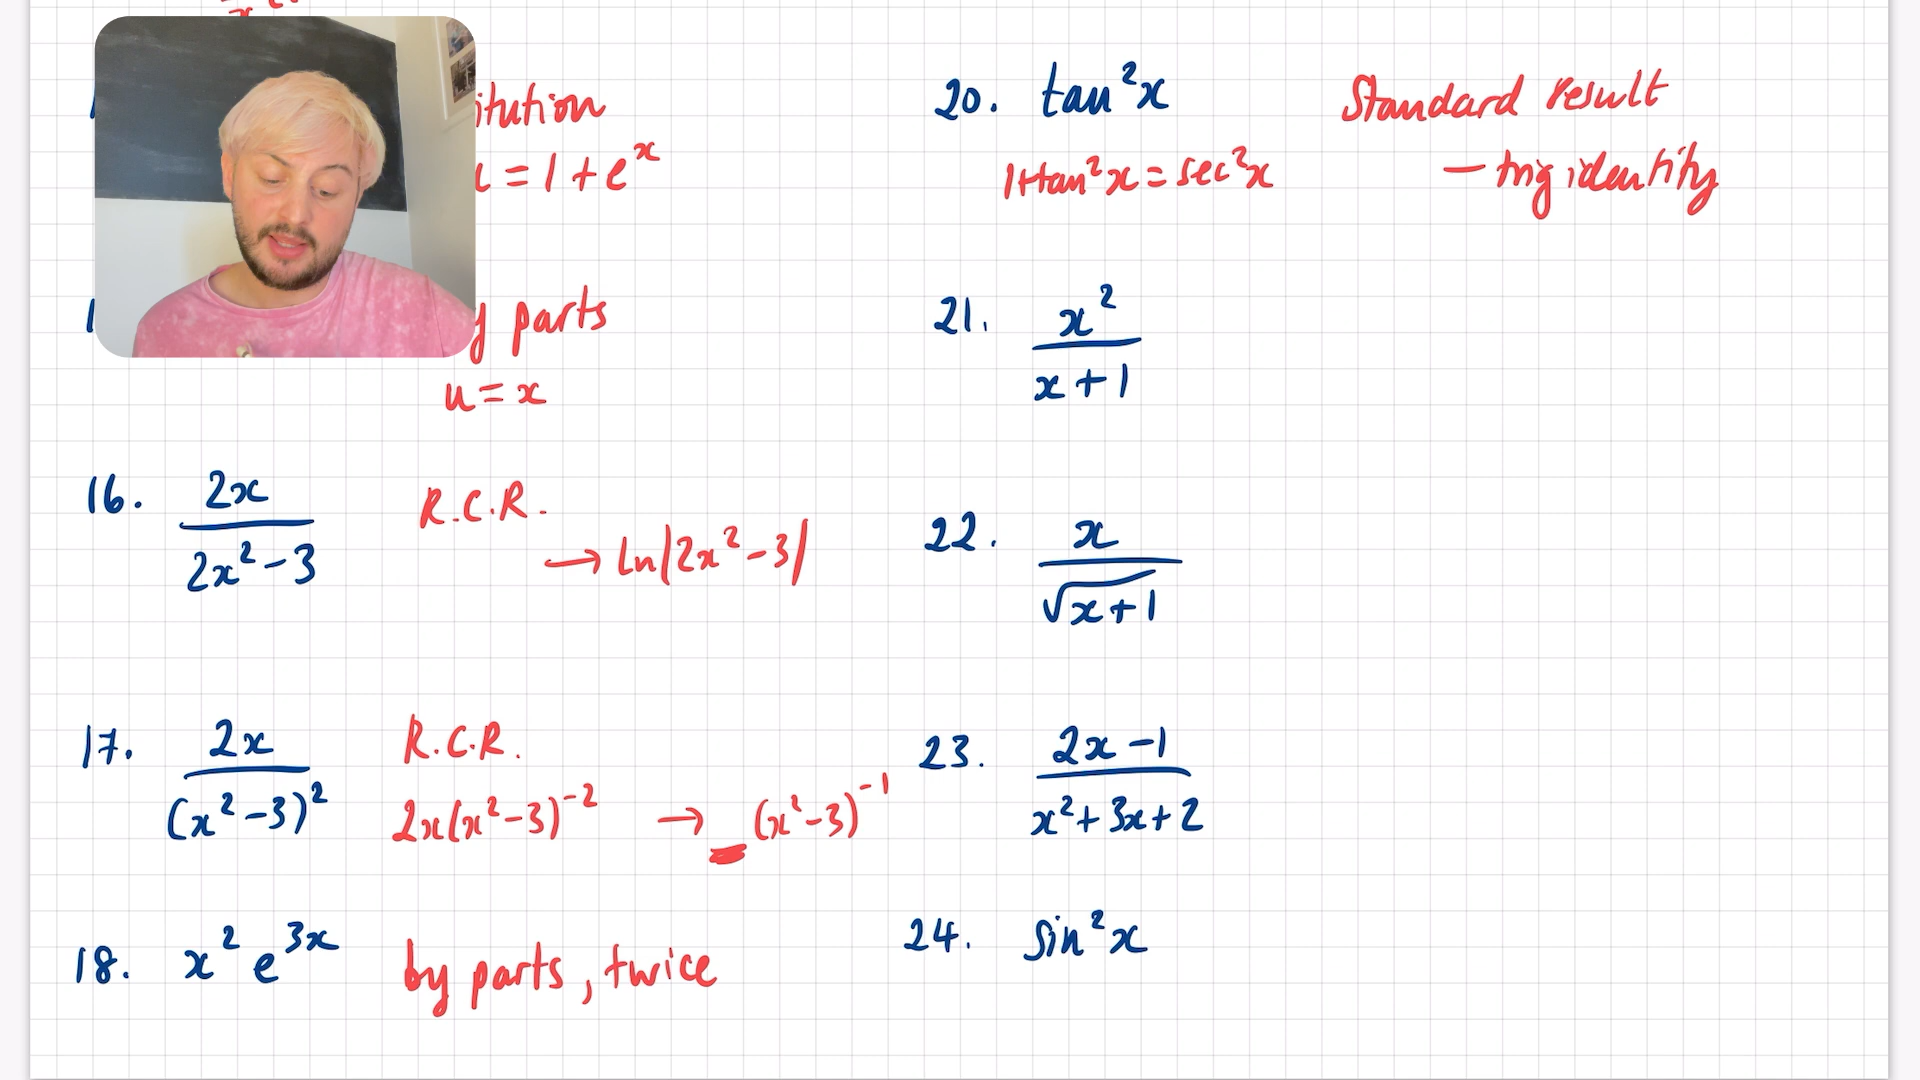 itution
= 1 + e^x
parts
u = x
16. 2x / (2x² - 3) R.C.R.
→ ln|2x² - 3|
17. 2x / (x² - 3)² R.C.R.
2x(x² - 3)^-2 → (x² - 3)^-1
18. x² e^3x by parts, twice
20. tan²x Standard result
1+tan²x = sec²x - trig identity
21. x² / (x + 1)
22. x / √(x + 1)
23. (2x - 1) / (x² + 3x + 2)
24. sin²x